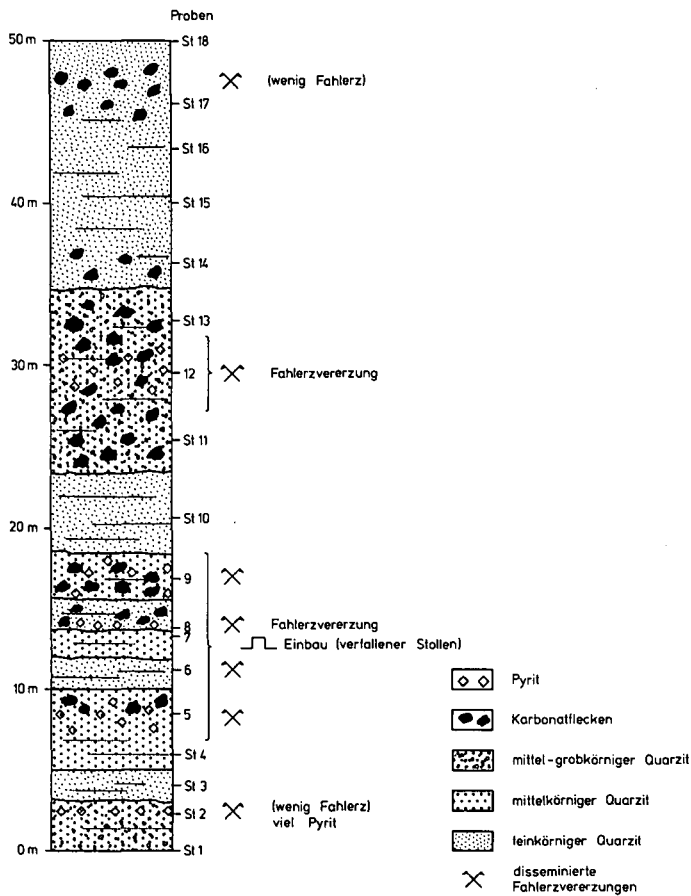 Proben
50 m
St 18
(wenig Fahlerz)
St 17
St 16
40 m
St 15
St 14
St 13
30 m
12
Fahlerzvererzung
St 11
20 m
St 10
9
8
Fahlerzvererzung
7
Einbau (verfallener Stollen)
6
10 m
5
St 4
St 3
(wenig Fahlerz)
St 2
viel Pyrit
0 m
St 1
Pyrit
Karbonatflecken
mittel-grobkörniger Quarzit
mittelkörniger Quarzit
feinkörniger Quarzit
disseminierte
Fahlerzvererzungen